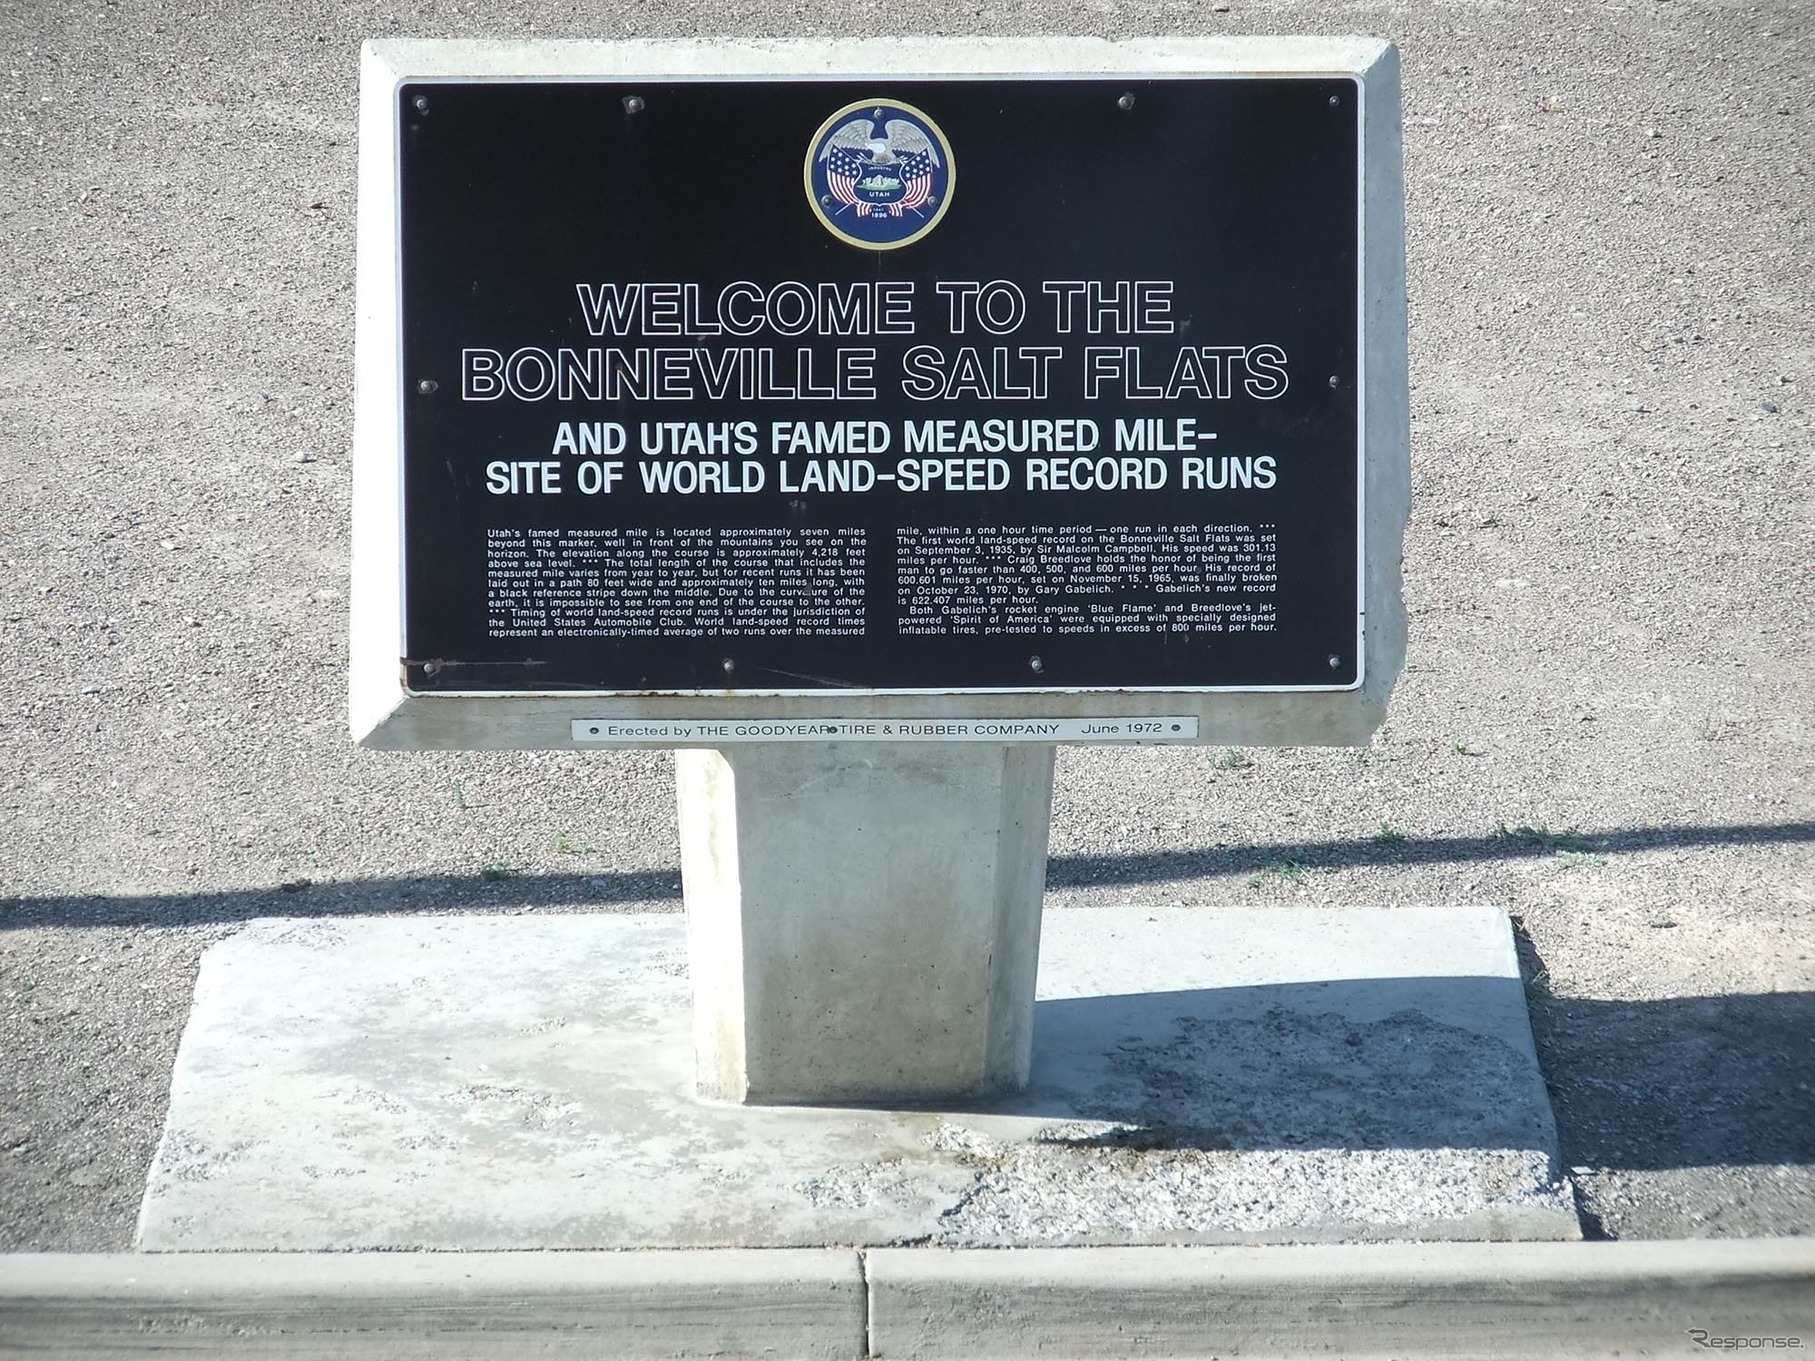 INDUSTRY
UTAH
1896
WELCOME TO THE
BONNEVILLE SALT FLATS
AND UTAH'S FAMED MEASURED MILE–
SITE OF WORLD LAND–SPEED RECORD RUNS
Utah's famed measured mile is located approximately seven miles
beyond this marker, well in front of the mountains you see on the
horizon. The elevation along the course is approximately 4,218 feet
above sea level. *** The total length of the course that includes the
measured mile varies from year to year, but for recent runs it has been
laid out in a path 80 feet wide and approximately ten miles long, with
a black reference stripe down the middle. Due to the curvature of the
earth, it is impossible to see from one end of the course to the other.
*** Timing of world land-speed record runs is under the jurisdiction of
the United States Automobile Club. World land-speed record times
represent an electronically-timed average of two runs over the measured
mile, within a one hour time period — one run in each direction. ***
The first world land-speed record on the Bonneville Salt Flats was set
on September 3, 1935, by Sir Malcolm Campbell. His speed was 301.13
miles per hour. *** Craig Breedlove holds the honor of being the first
man to go faster than 400, 500, and 600 miles per hour. His record of
600.601 miles per hour, set on November 15, 1965, was finally broken
on October 23, 1970, by Gary Gabelich. * * * Gabelich's new record
is 622.407 miles per hour.
Both Gabelich's rocket engine 'Blue Flame' and Breedlove's jet-
powered 'Spirit of America' were equipped with specially designed
inflatable tires, pre-tested to speeds in excess of 800 miles per hour.
Erected by THE GOODYEAR TIRE & RUBBER COMPANY June 1972
Response.